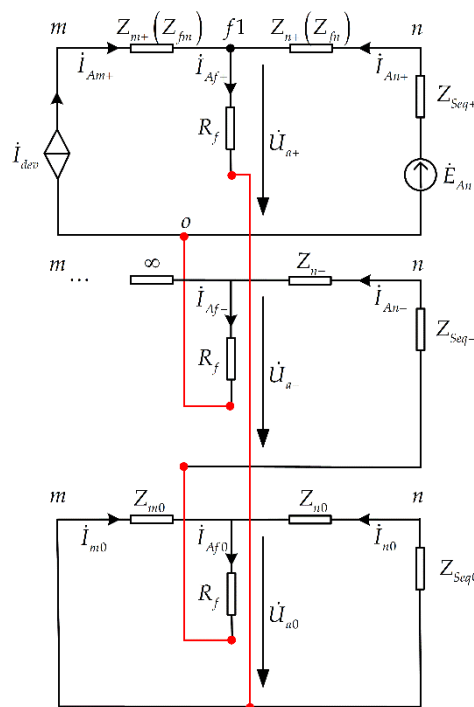 m Z_{m+}(Z_{fm}) f1 Z_{n+}(Z_{fn}) n
İ_{Am+} İ_{Af−} İ_{An+} Z_{Seq+}
R_f U̇_{a+}
İ_{dev} Ė_{An}
o
m ... ∞ Z_{n−} n
İ_{Af−} İ_{An−} Z_{Seq−}
R_f U̇_{a−}
m Z_{m0} Z_{n0} n
İ_{m0} İ_{Af0} İ_{n0} Z_{Seq0}
R_f U̇_{a0}